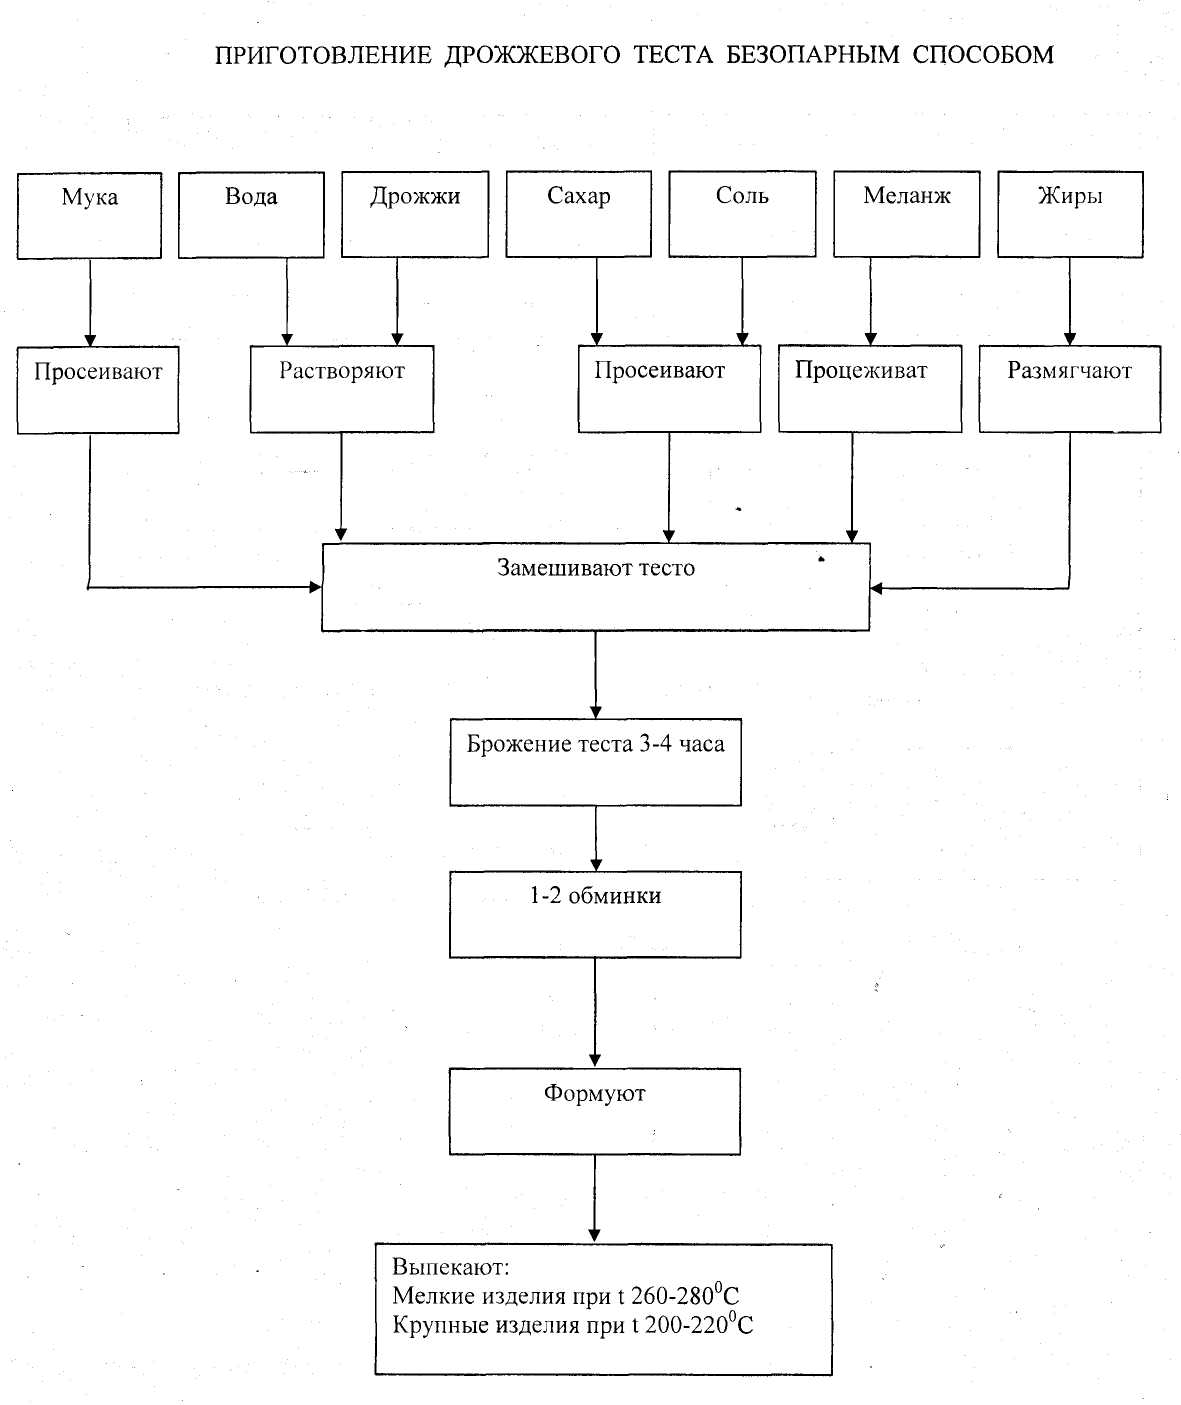 ПРИГОТОВЛЕНИЕ ДРОЖЖЕВОГО ТЕСТА БЕЗОПАРНЫМ СПОСОБОМ
Мука
Вода
Дрожжи
Сахар
Соль
Меланж
Жиры
Просеивают
Растворяют
Просеивают
Процеживат
Размягчают
Замешивают тесто
Брожение теста 3-4 часа
1-2 обминки
Формуют
Выпекают:
Мелкие изделия при t 260-280⁰С
Крупные изделия при t 200-220⁰С